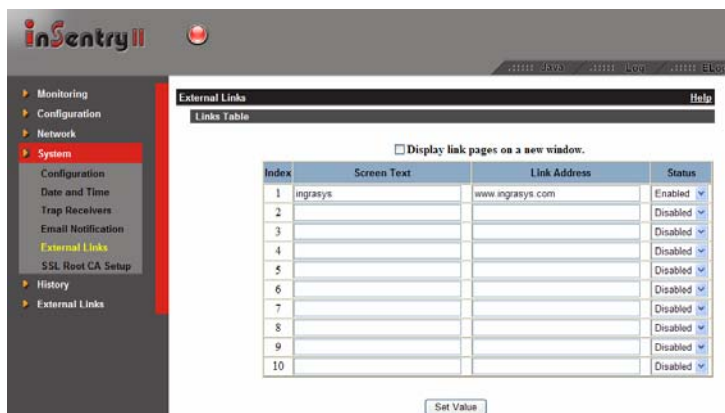 inSentry II
Java Log ELog
Monitoring
Configuration
Network
System
Configuration
Date and Time
Trap Receivers
Email Notification
External Links
SSL Root CA Setup
History
External Links
External Links Help
Links Table
Display link pages on a new window.
Index Screen Text Link Address Status
1 ingrasys www.ingrasys.com Enabled
2 Disabled
3 Disabled
4 Disabled
5 Disabled
6 Disabled
7 Disabled
8 Disabled
9 Disabled
10 Disabled
Set Value